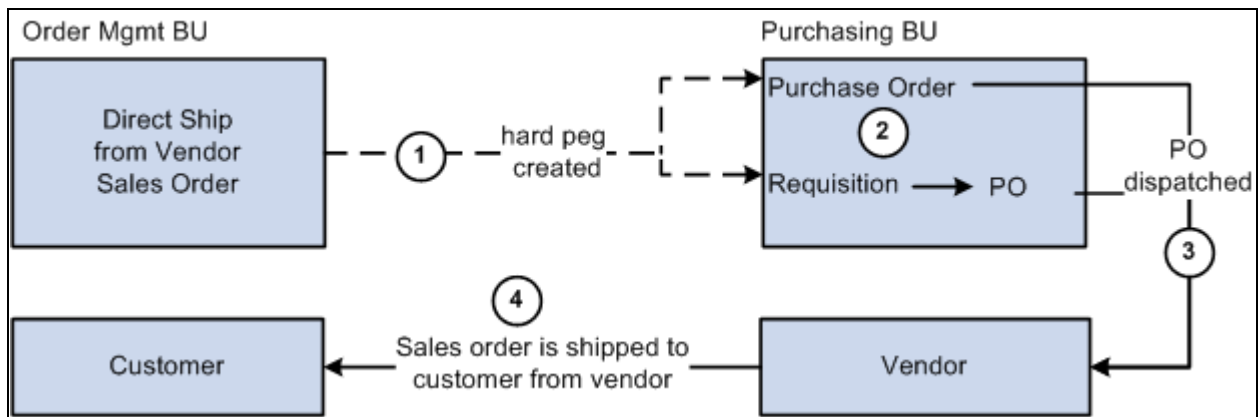 Order Mgmt BU
Purchasing BU
Direct Ship
from Vendor
Sales Order
1
hard peg
created
Purchase Order
2
Requisition
PO
PO
dispatched
3
4
Customer
Sales order is shipped to
customer from vendor
Vendor